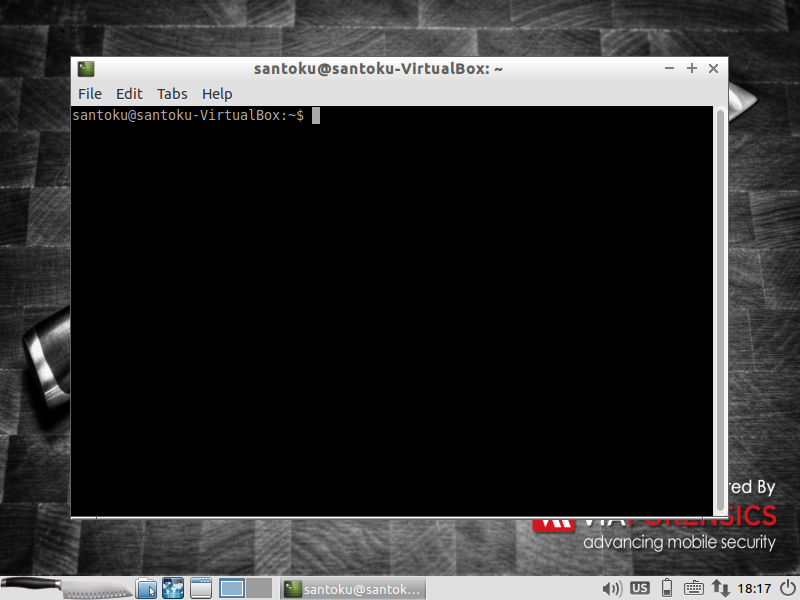 santoku@santoku-VirtualBox: ~
File Edit Tabs Help
santoku@santoku-VirtualBox:~$
By
advancing mobile security
santoku@santok...
US
18:17